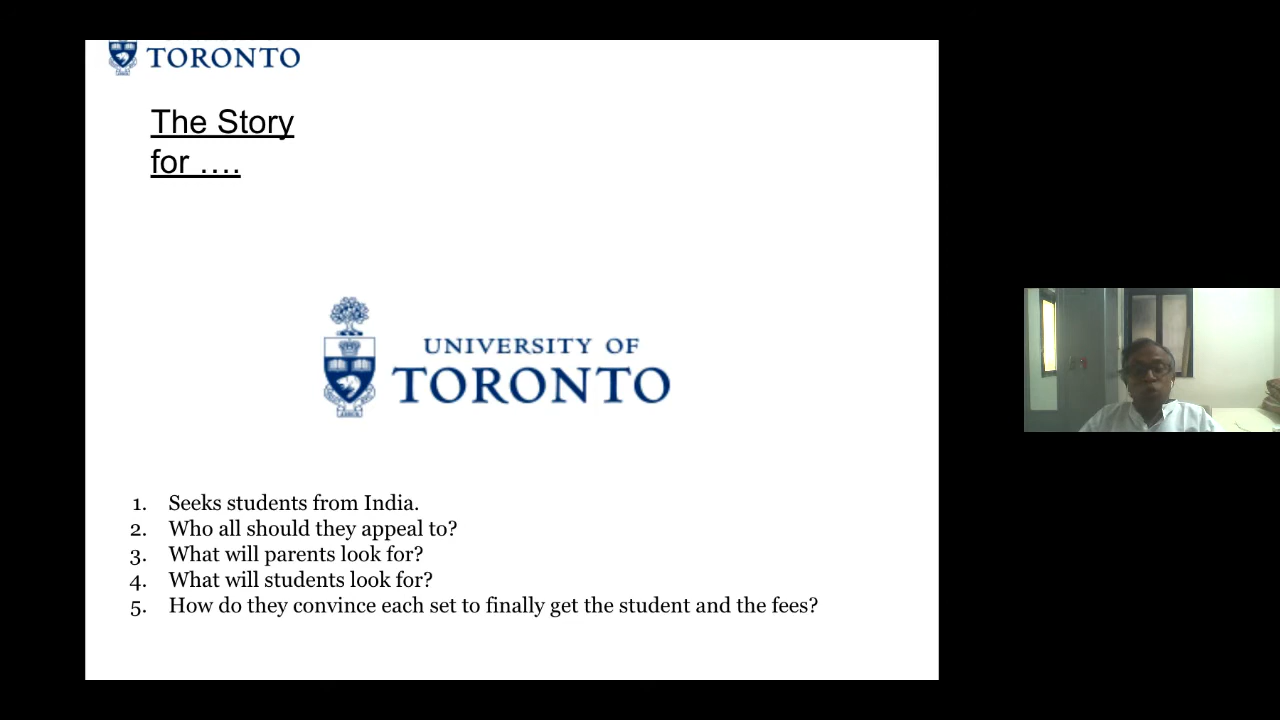 TORONTO
The Story
for ....
UNIVERSITY OF
TORONTO
1. Seeks students from India.
2. Who all should they appeal to?
3. What will parents look for?
4. What will students look for?
5. How do they convince each set to finally get the student and the fees?